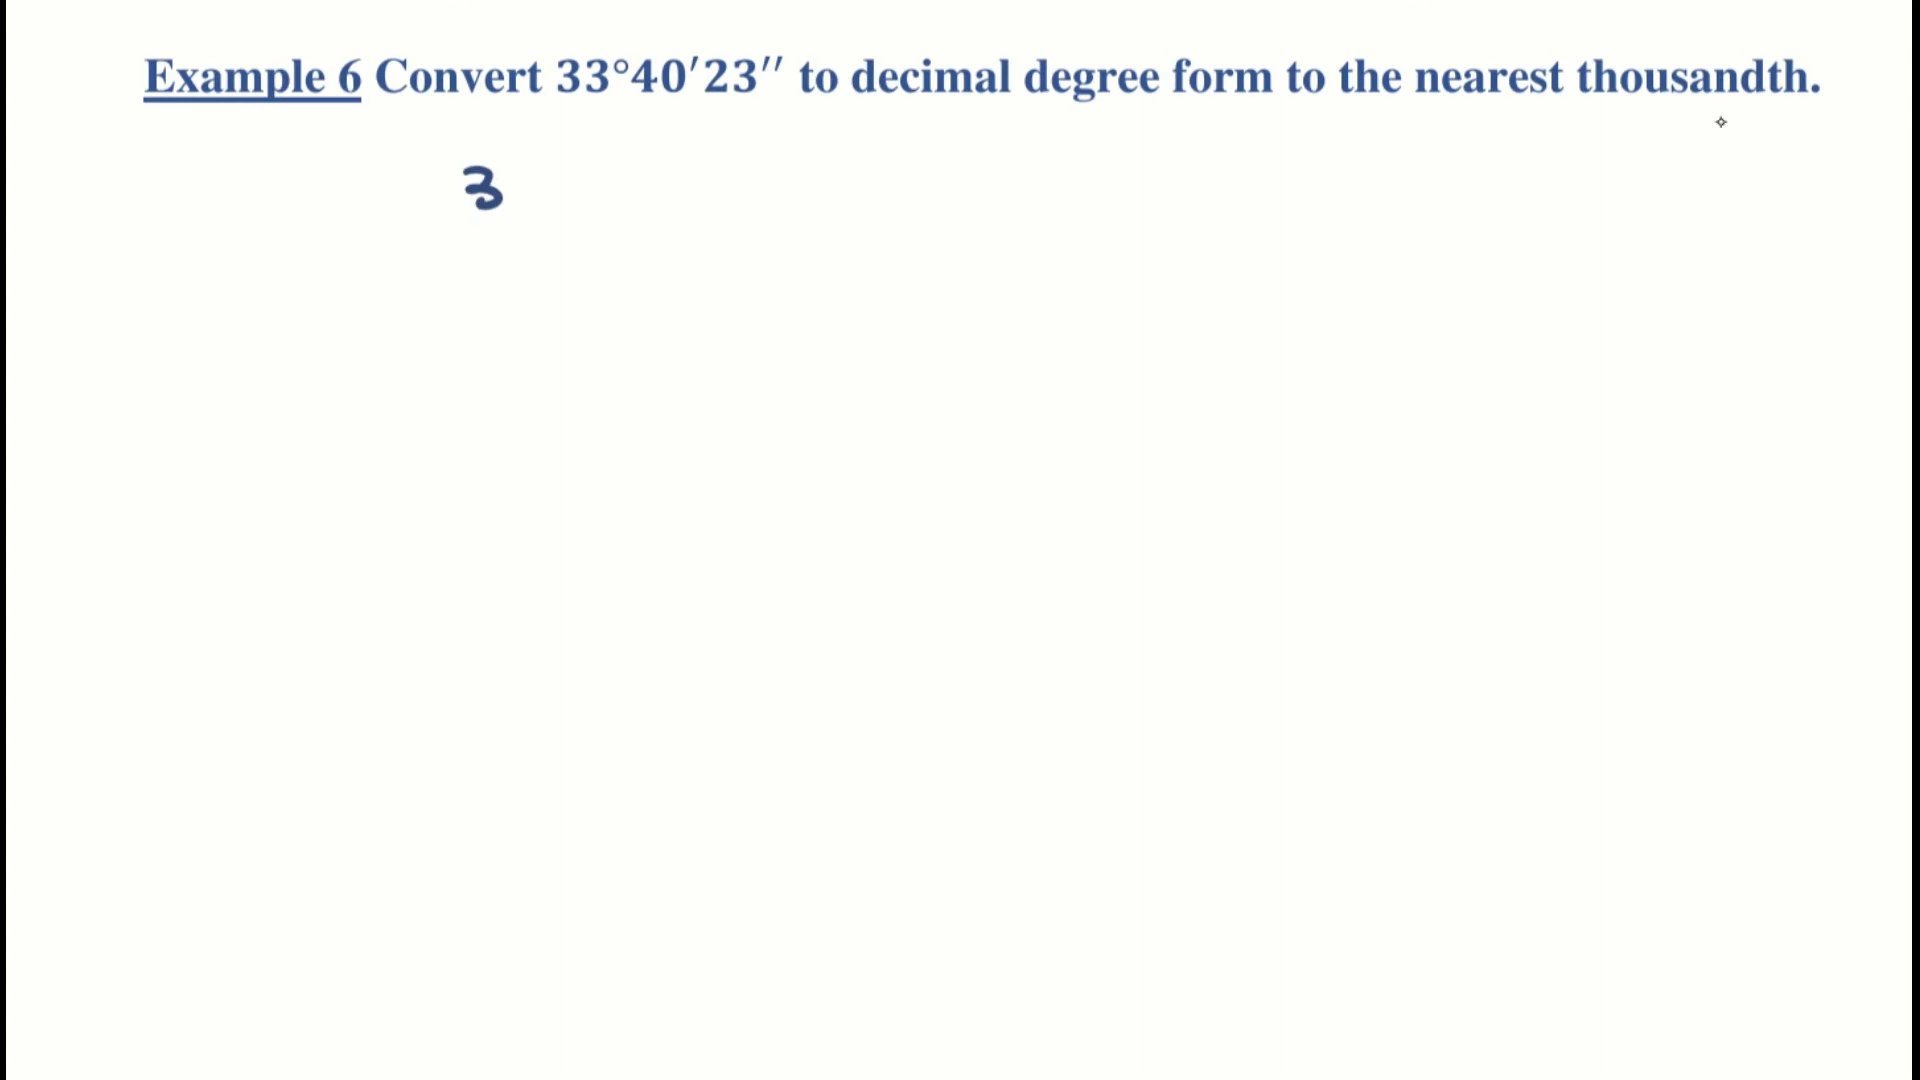 Example 6 Convert 33°40′23′′ to decimal degree form to the nearest thousandth.
3